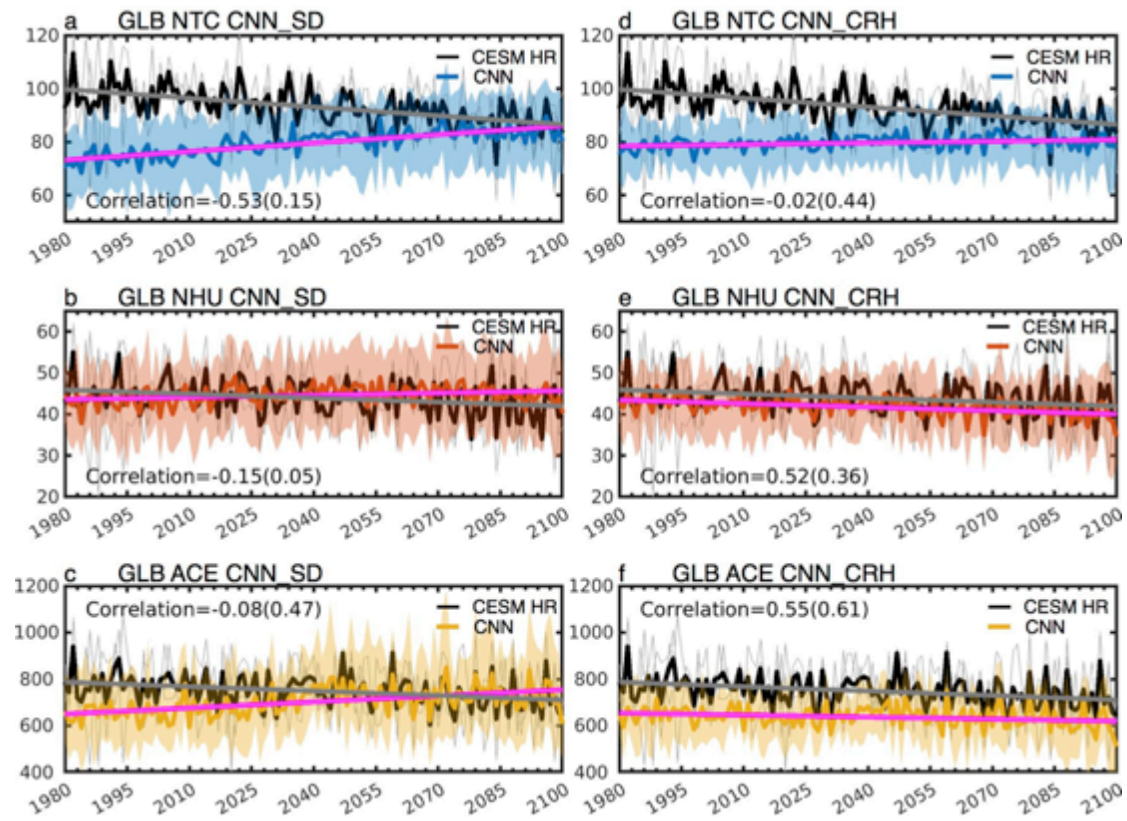 a GLB NTC CNN_SD
120
100
80
60
CESM HR
CNN
Correlation=-0.53(0.15)
1980 1995 2010 2025 2040 2055 2070 2085 2100
d GLB NTC CNN_CRH
120
100
80
60
CESM HR
CNN
Correlation=-0.02(0.44)
1980 1995 2010 2025 2040 2055 2070 2085 2100
b GLB NHU CNN_SD
60
50
40
30
20
CESM HR
CNN
Correlation=-0.15(0.05)
1980 1995 2010 2025 2040 2055 2070 2085 2100
e GLB NHU CNN_CRH
60
50
40
30
20
CESM HR
CNN
Correlation=0.52(0.36)
1980 1995 2010 2025 2040 2055 2070 2085 2100
c GLB ACE CNN_SD
1200
1000
800
600
400
Correlation=-0.08(0.47)
CESM HR
CNN
1980 1995 2010 2025 2040 2055 2070 2085 2100
f GLB ACE CNN_CRH
1200
1000
800
600
400
Correlation=0.55(0.61)
CESM HR
CNN
1980 1995 2010 2025 2040 2055 2070 2085 2100